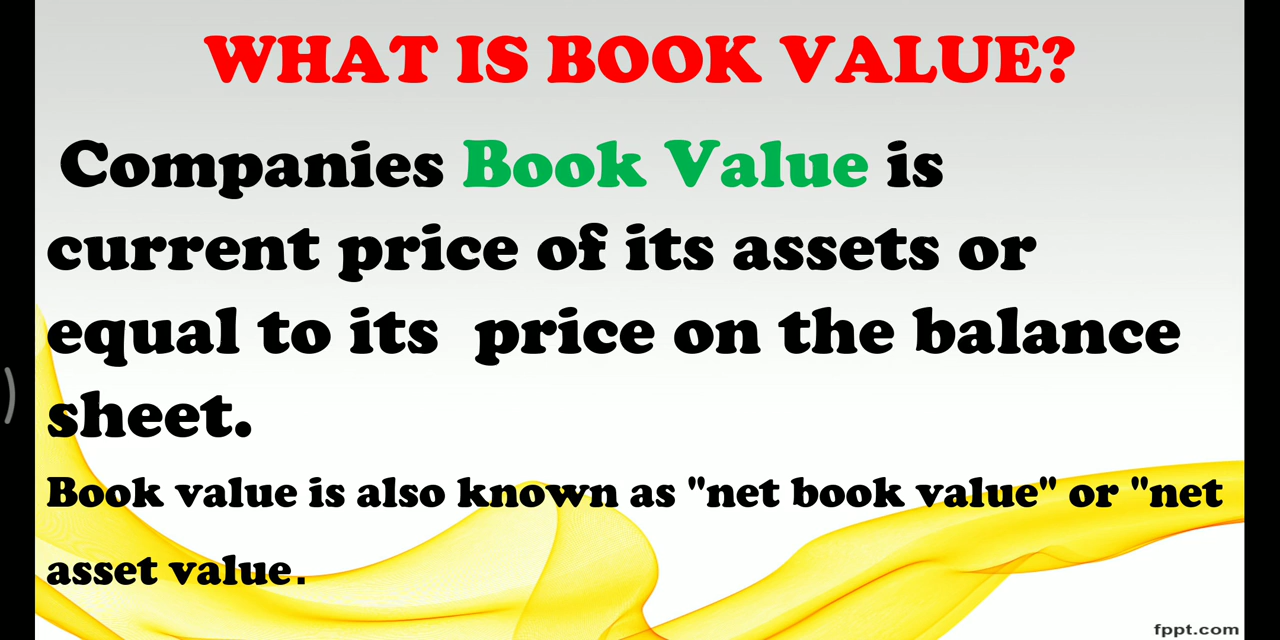 WHAT IS BOOK VALUE?
Companies Book Value is
current price of its assets or
equal to its price on the balance
sheet.
Book value is also known as "net book value" or "net
asset value.
fppt.com